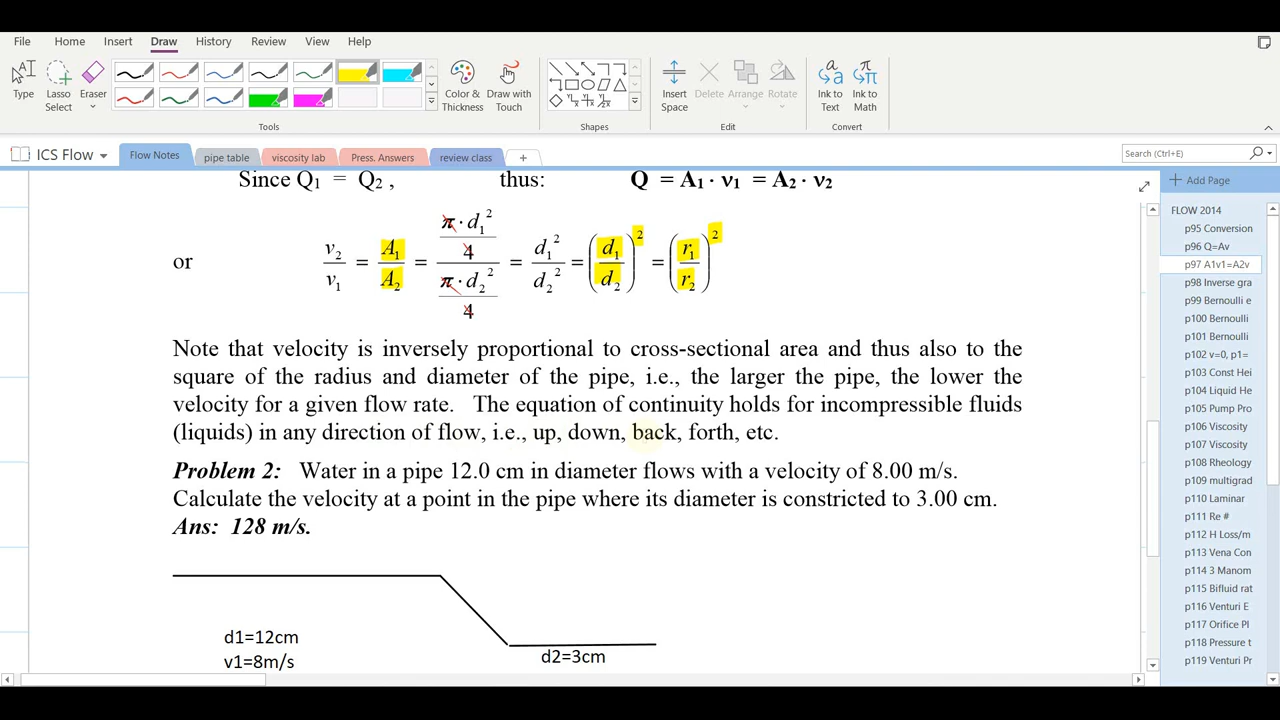 File Home Insert Draw History Review View Help
Type Lasso Select Eraser Color & Thickness Draw with Touch Insert Space Delete Arrange Rotate Ink to Text Ink to Math
Tools Shapes Edit Convert
ICS Flow Flow Notes pipe table viscosity lab Press. Answers review class + Search (Ctrl+E)
Since Q1 = Q2 , thus: Q = A1 · v1 = A2 · v2
or v2/v1 = A1/A2 = (π · d1²/4)/(π · d2²/4) = d1²/d2² = (d1/d2)² = (r1/r2)²
Note that velocity is inversely proportional to cross-sectional area and thus also to the
square of the radius and diameter of the pipe, i.e., the larger the pipe, the lower the
velocity for a given flow rate. The equation of continuity holds for incompressible fluids
(liquids) in any direction of flow, i.e., up, down, back, forth, etc.
Problem 2: Water in a pipe 12.0 cm in diameter flows with a velocity of 8.00 m/s.
Calculate the velocity at a point in the pipe where its diameter is constricted to 3.00 cm.
Ans: 128 m/s.
d1=12cm
v1=8m/s
d2=3cm
Add Page
FLOW 2014
p95 Conversion
p96 Q=Av
p97 A1v1=A2v
p98 Inverse gra
p99 Bernoulli e
p100 Bernoulli
p101 Bernoulli
p102 v=0, p1=
p103 Const Hei
p104 Liquid He
p105 Pump Pro
p106 Viscosity
p107 Viscosity
p108 Rheology
p109 multigrad
p110 Laminar
p111 Re #
p112 H Loss/m
p113 Vena Con
p114 3 Manom
p115 Bifluid rat
p116 Venturi E
p117 Orifice Pl
p118 Pressure t
p119 Venturi Pr